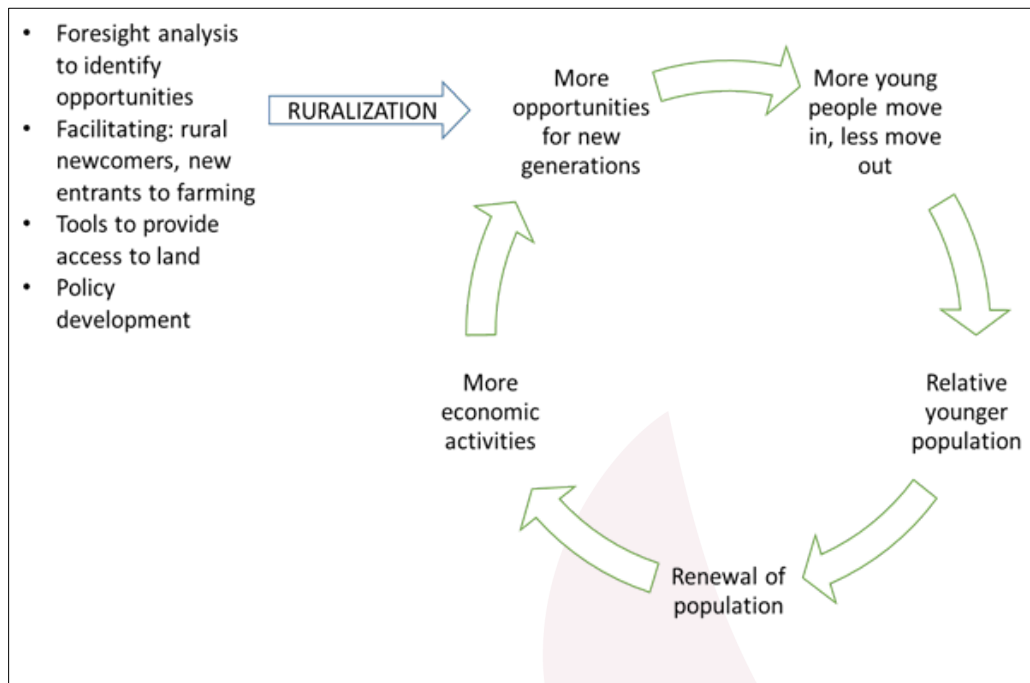 • Foresight analysis
to identify
opportunities
• Facilitating: rural
newcomers, new
entrants to farming
• Tools to provide
access to land
• Policy
development
RURALIZATION
More
opportunities
for new
generations
More young
people move
in, less move
out
Relative
younger
population
Renewal of
population
More
economic
activities